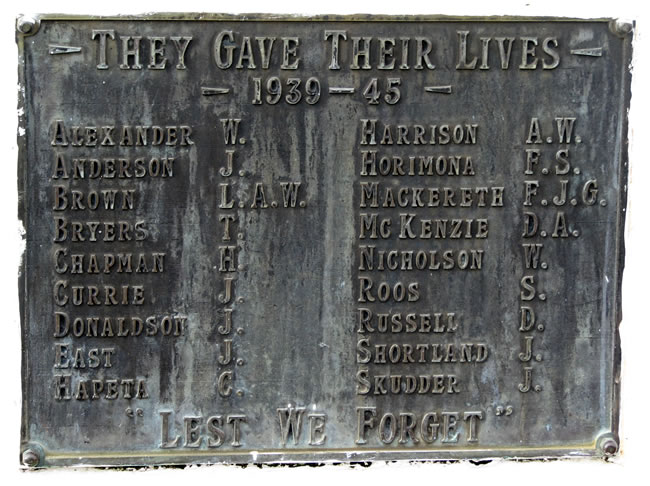 — THEY GAVE THEIR LIVES —
— 1939 – 45 —
ALEXANDER W.
ANDERSON J.
BROWN L.A.W.
BRYERS T.
CHAPMAN H.
CURRIE J.
DONALDSON J.
EAST J.
HAPETA C.
HARRISON A.W.
HORIMONA F.S.
MACKERETH F.J.G.
MCKENZIE D.A.
NICHOLSON W.
ROOS S.
RUSSELL D.
SHORTLAND J.
SKUDDER J.
"LEST WE FORGET"